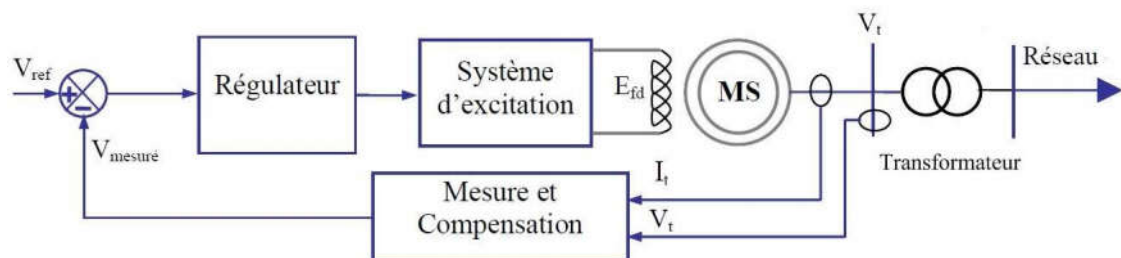 V_ref
+
-
V_mesuré
Régulateur
Système
d'excitation
E_fd
MS
V_t
Réseau
Transformateur
I_t
V_t
Mesure et
Compensation